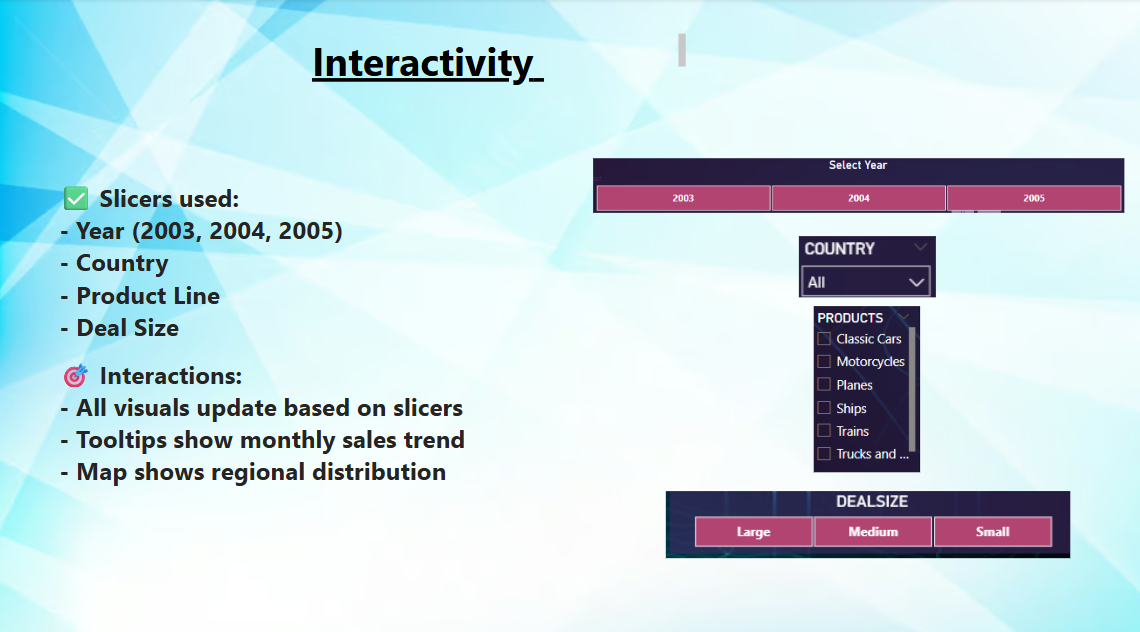 Interactivity
✅ Slicers used:
- Year (2003, 2004, 2005)
- Country
- Product Line
- Deal Size
🎯 Interactions:
- All visuals update based on slicers
- Tooltips show monthly sales trend
- Map shows regional distribution
Select Year
2003 2004 2005
COUNTRY
All
PRODUCTS
Classic Cars
Motorcycles
Planes
Ships
Trains
Trucks and ...
DEALSIZE
Large Medium Small